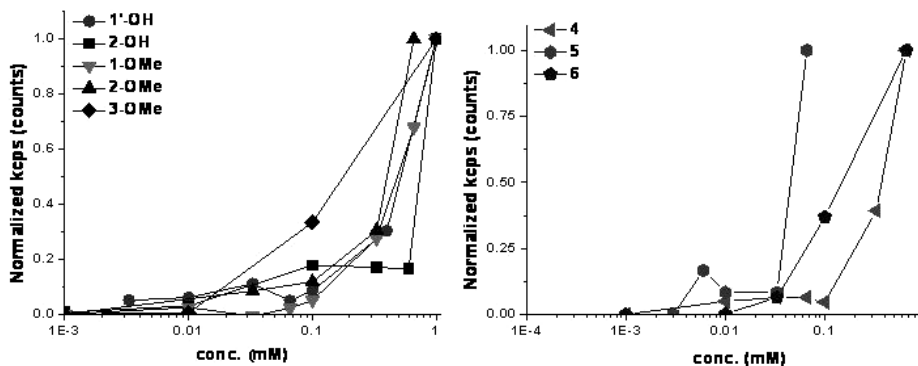 1'-OH
2-OH
1-OMe
2-OMe
3-OMe
Normalized kcps (counts)
1.0
0.8
0.6
0.4
0.2
0.0
1E-3 0.01 0.1 1
conc. (mM)
4
5
6
Normalized kcps (counts)
1.00
0.75
0.50
0.25
0.00
1E-4 1E-3 0.01 0.1
conc. (mM)